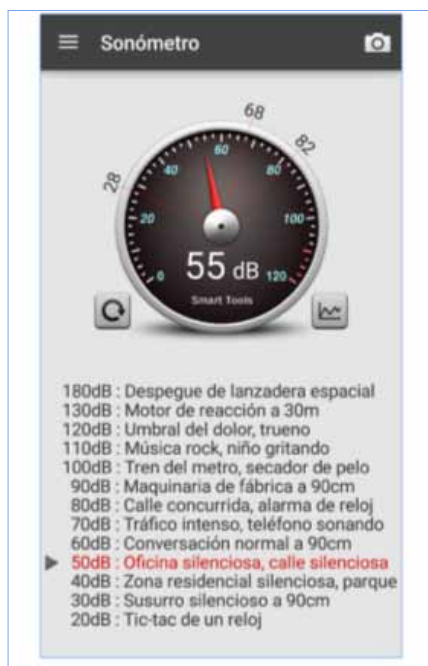 Sonómetro
68
82
28
60
40
80
20
100
0
120
55 dB
Smart Tools
180dB : Despegue de lanzadera espacial
130dB : Motor de reacción a 30m
120dB : Umbral del dolor, trueno
110dB : Música rock, niño gritando
100dB : Tren del metro, secador de pelo
90dB : Maquinaria de fábrica a 90cm
80dB : Calle concurrida, alarma de reloj
70dB : Tráfico intenso, teléfono sonando
60dB : Conversación normal a 90cm
50dB : Oficina silenciosa, calle silenciosa
40dB : Zona residencial silenciosa, parque
30dB : Susurro silencioso a 90cm
20dB : Tic-tac de un reloj